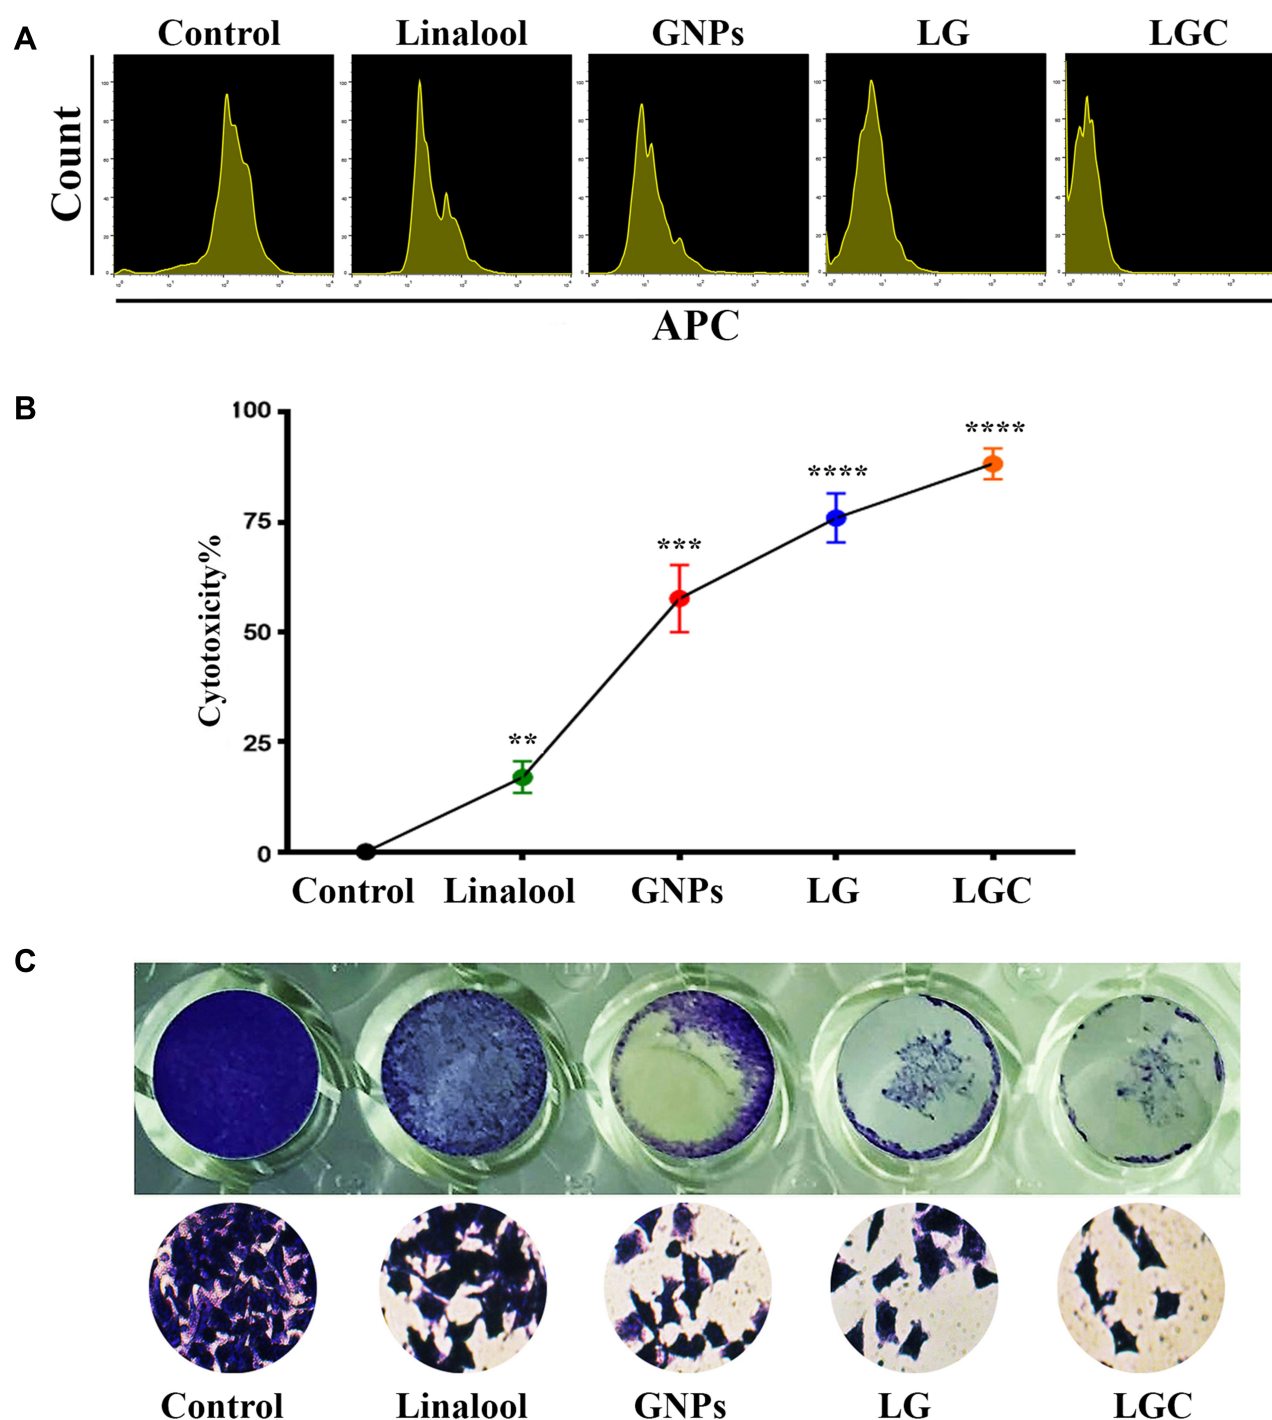 A
Control Linalool GNPs LG LGC
Count
APC
B
100
75
50
25
0
Cytotoxicity%
**
***
****
****
Control Linalool GNPs LG LGC
C
Control Linalool GNPs LG LGC